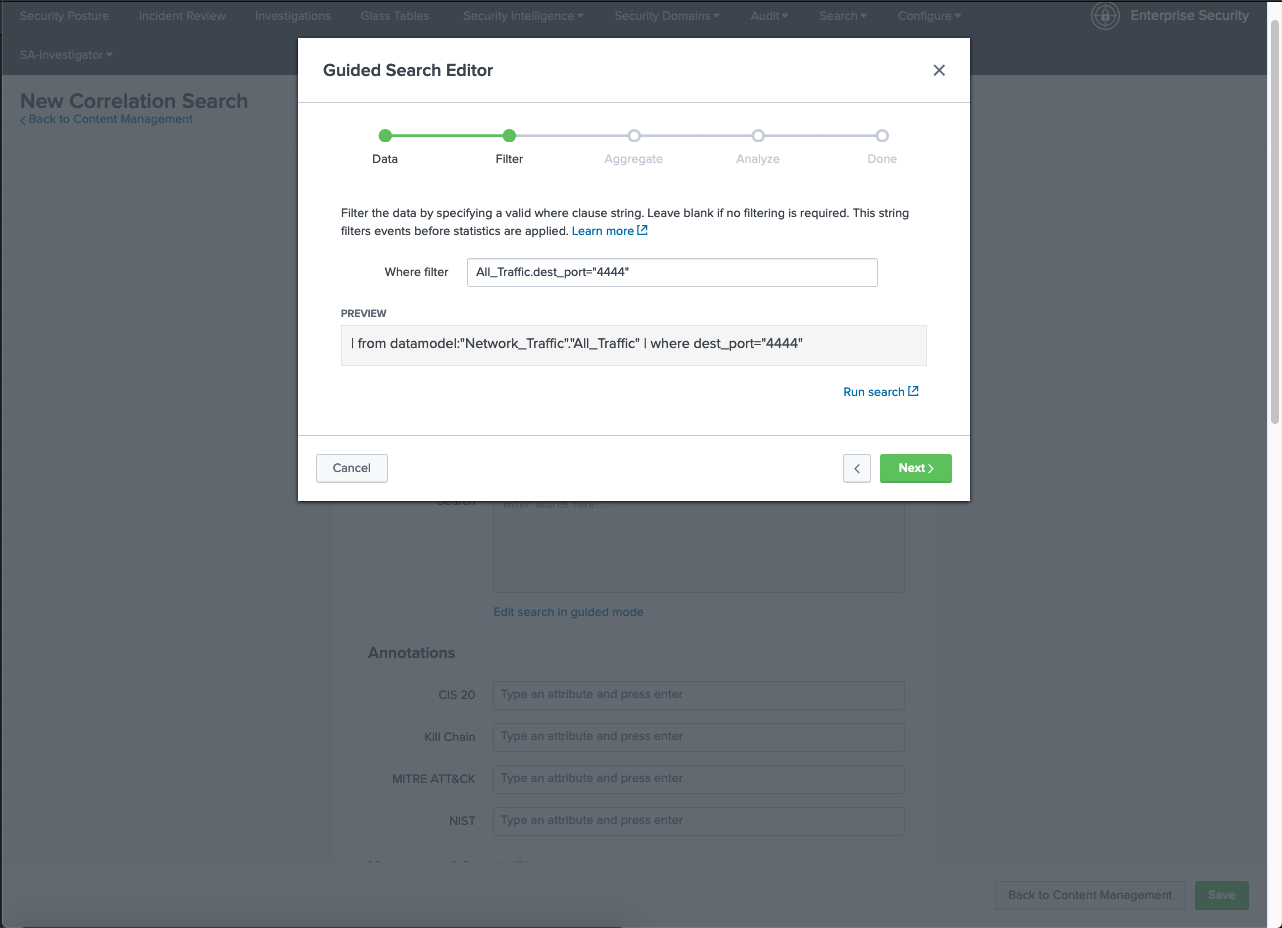 Security Posture Incident Review Investigations Glass Tables Security Intelligence Security Domains Audit Search Configure Enterprise Security
SA-Investigator
New Correlation Search
Back to Content Management
Guided Search Editor
Data Filter Aggregate Analyze Done
Filter the data by specifying a valid where clause string. Leave blank if no filtering is required. This string
filters events before statistics are applied. Learn more
Where filter All_Traffic.dest_port="4444"
PREVIEW
| from datamodel:"Network_Traffic"."All_Traffic" | where dest_port="4444"
Run search
Cancel < Next >
Search enter search here...
Edit search in guided mode
Annotations
CIS 20 Type an attribute and press enter
Kill Chain Type an attribute and press enter
MITRE ATT&CK Type an attribute and press enter
NIST Type an attribute and press enter
Back to Content Management Save